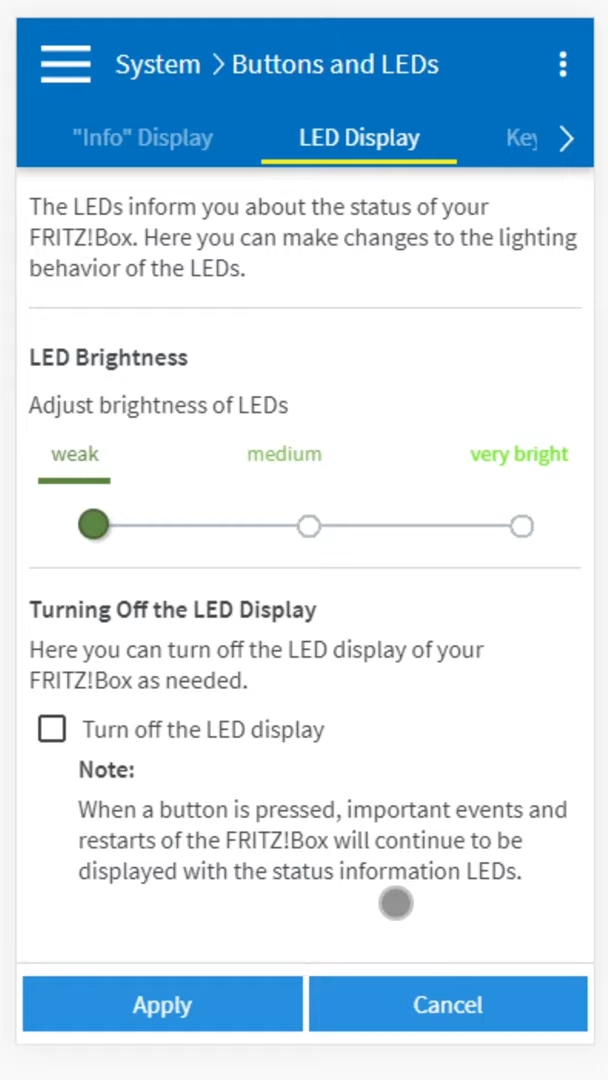 System > Buttons and LEDs
"Info" Display LED Display Key
The LEDs inform you about the status of your
FRITZ!Box. Here you can make changes to the lighting
behavior of the LEDs.
LED Brightness
Adjust brightness of LEDs
weak medium very bright
Turning Off the LED Display
Here you can turn off the LED display of your
FRITZ!Box as needed.
Turn off the LED display
Note:
When a button is pressed, important events and
restarts of the FRITZ!Box will continue to be
displayed with the status information LEDs.
Apply Cancel